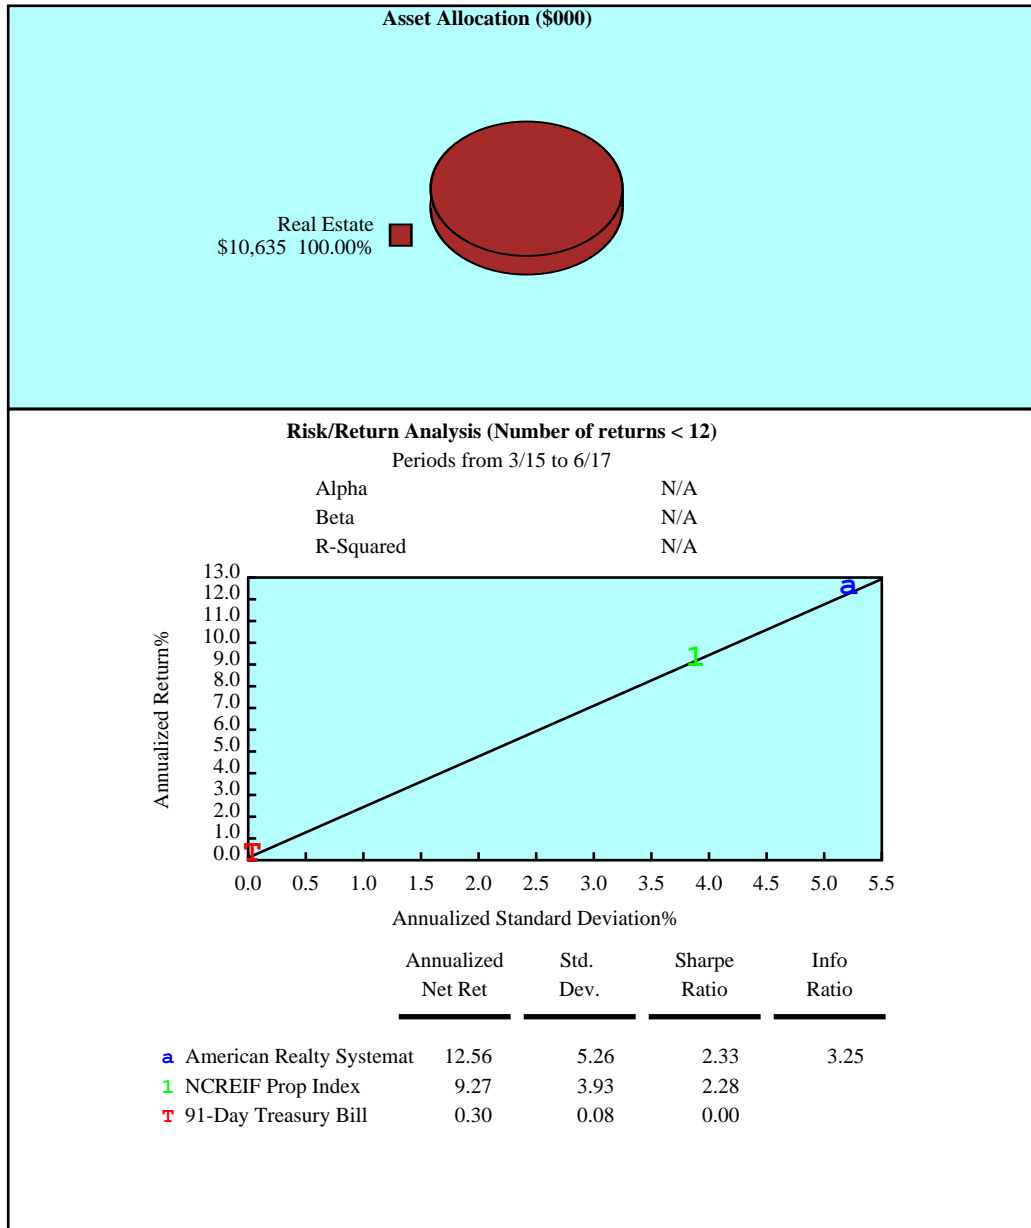 Asset Allocation ($000)
Real Estate
$10,635 100.00%
Risk/Return Analysis (Number of returns < 12)
Periods from 3/15 to 6/17
Alpha N/A
Beta N/A
R-Squared N/A
13.0
12.0
11.0
10.0
9.0
8.0
7.0
6.0
5.0
4.0
3.0
2.0
1.0
0.0
Annualized Return%
a
1
T
0.0 0.5 1.0 1.5 2.0 2.5 3.0 3.5 4.0 4.5 5.0 5.5
Annualized Standard Deviation%
Annualized Std. Sharpe Info
Net Ret Dev. Ratio Ratio
a American Realty Systemat 12.56 5.26 2.33 3.25
1 NCREIF Prop Index 9.27 3.93 2.28
T 91-Day Treasury Bill 0.30 0.08 0.00